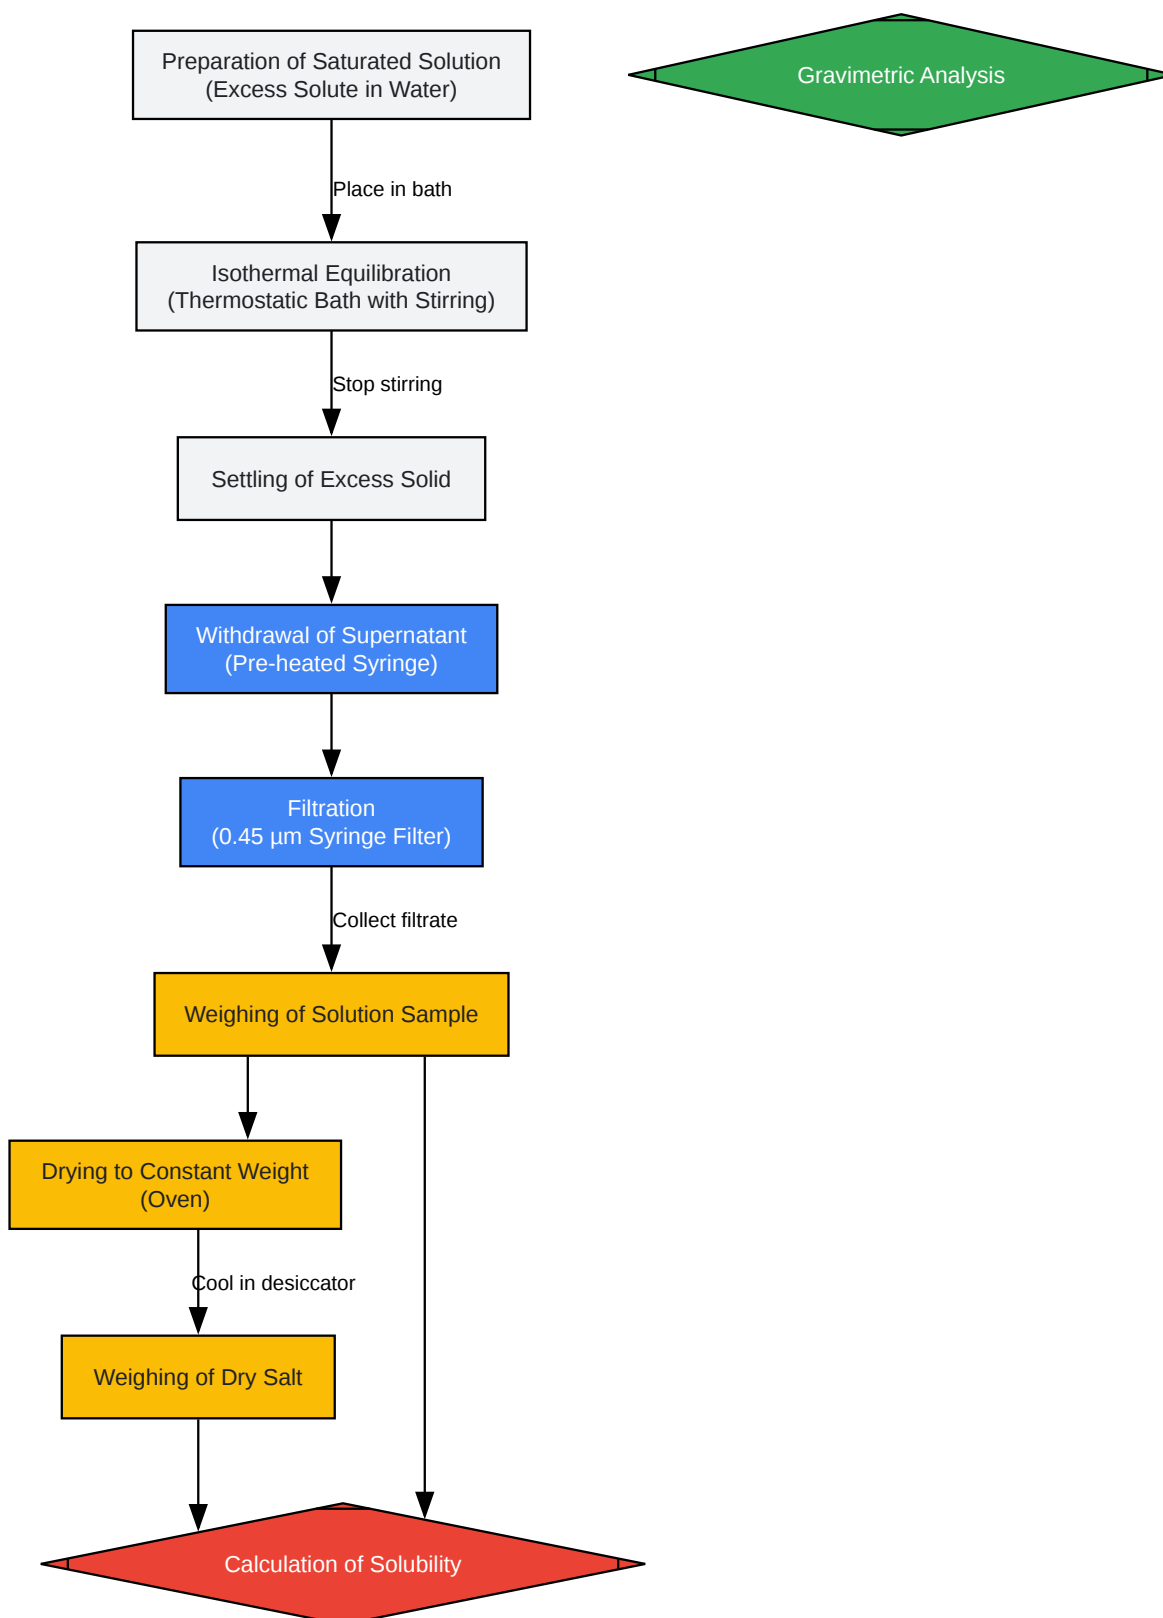 Preparation of Saturated Solution
(Excess Solute in Water)
Gravimetric Analysis
Place in bath
Isothermal Equilibration
(Thermostatic Bath with Stirring)
Stop stirring
Settling of Excess Solid
Withdrawal of Supernatant
(Pre-heated Syringe)
Filtration
(0.45 µm Syringe Filter)
Collect filtrate
Weighing of Solution Sample
Drying to Constant Weight
(Oven)
Cool in desiccator
Weighing of Dry Salt
Calculation of Solubility